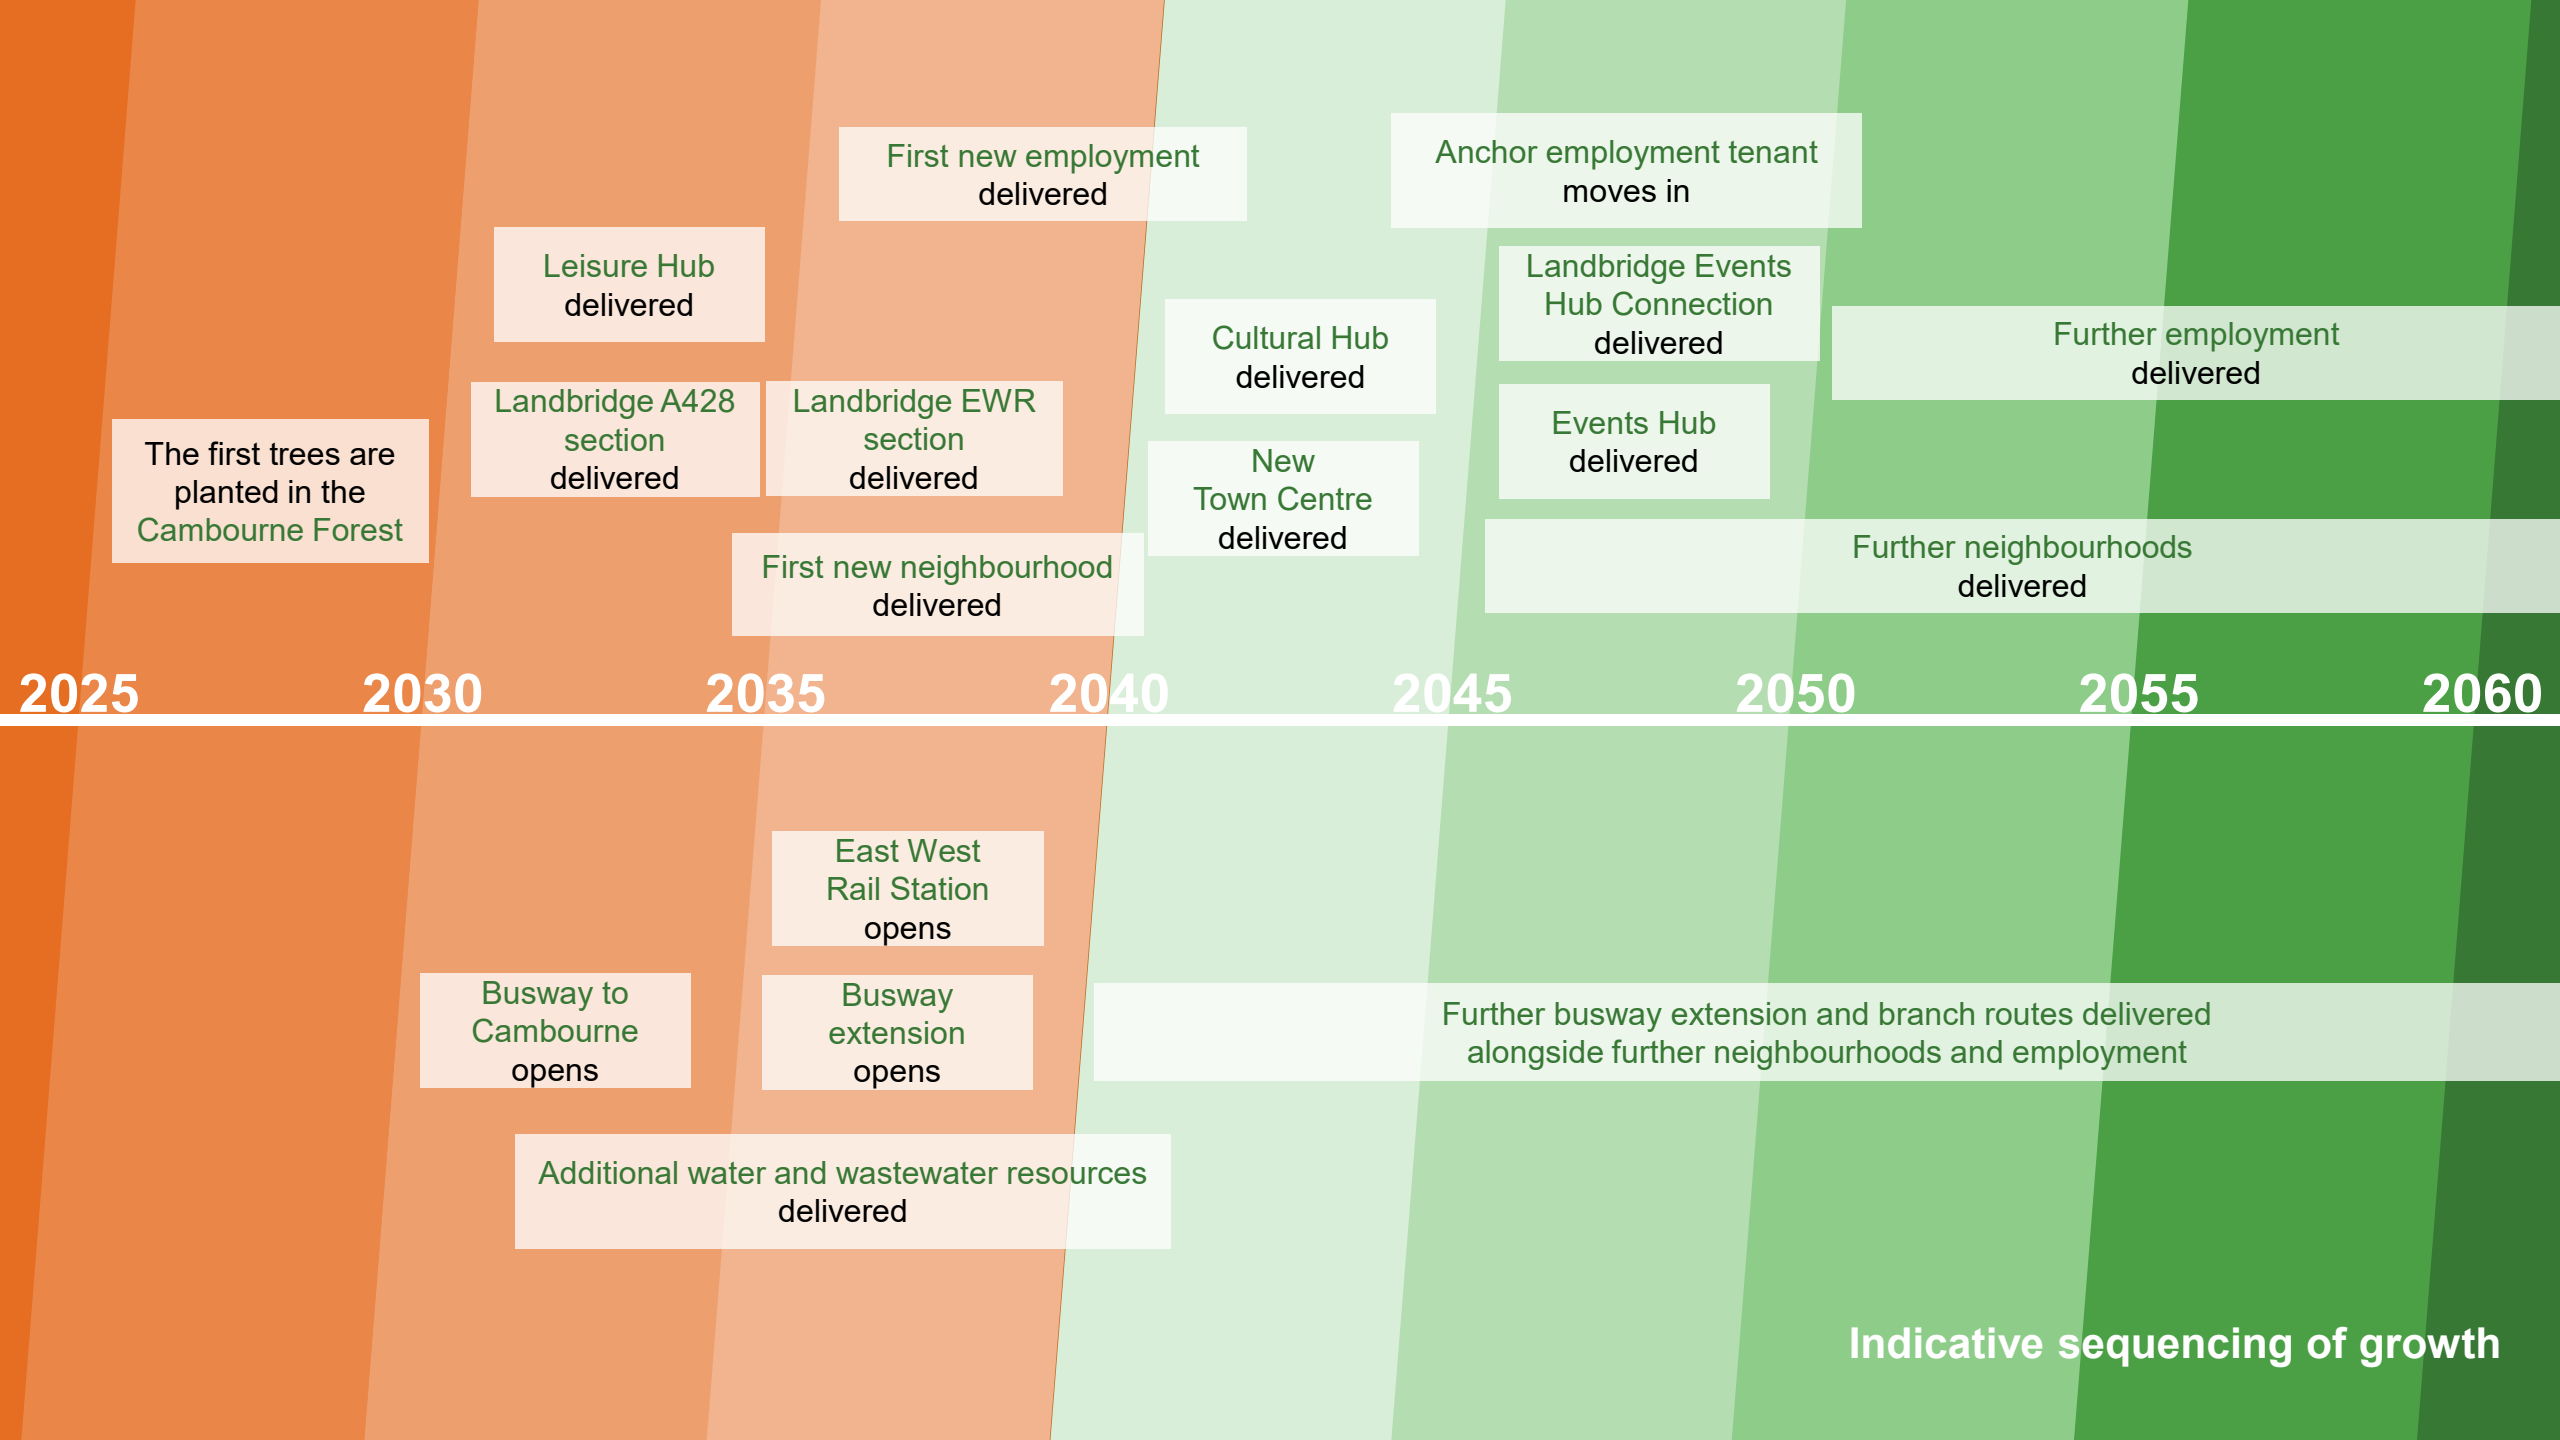 First new employment
delivered
Anchor employment tenant
moves in
Leisure Hub
delivered
Landbridge Events
Hub Connection
delivered
Cultural Hub
delivered
Further employment
delivered
Landbridge A428
section
delivered
Landbridge EWR
section
delivered
Events Hub
delivered
The first trees are
planted in the
Cambourne Forest
New
Town Centre
delivered
First new neighbourhood
delivered
Further neighbourhoods
delivered
2025 2030 2035 2040 2045 2050 2055 2060
East West
Rail Station
opens
Busway to
Cambourne
opens
Busway
extension
opens
Further busway extension and branch routes delivered
alongside further neighbourhoods and employment
Additional water and wastewater resources
delivered
Indicative sequencing of growth